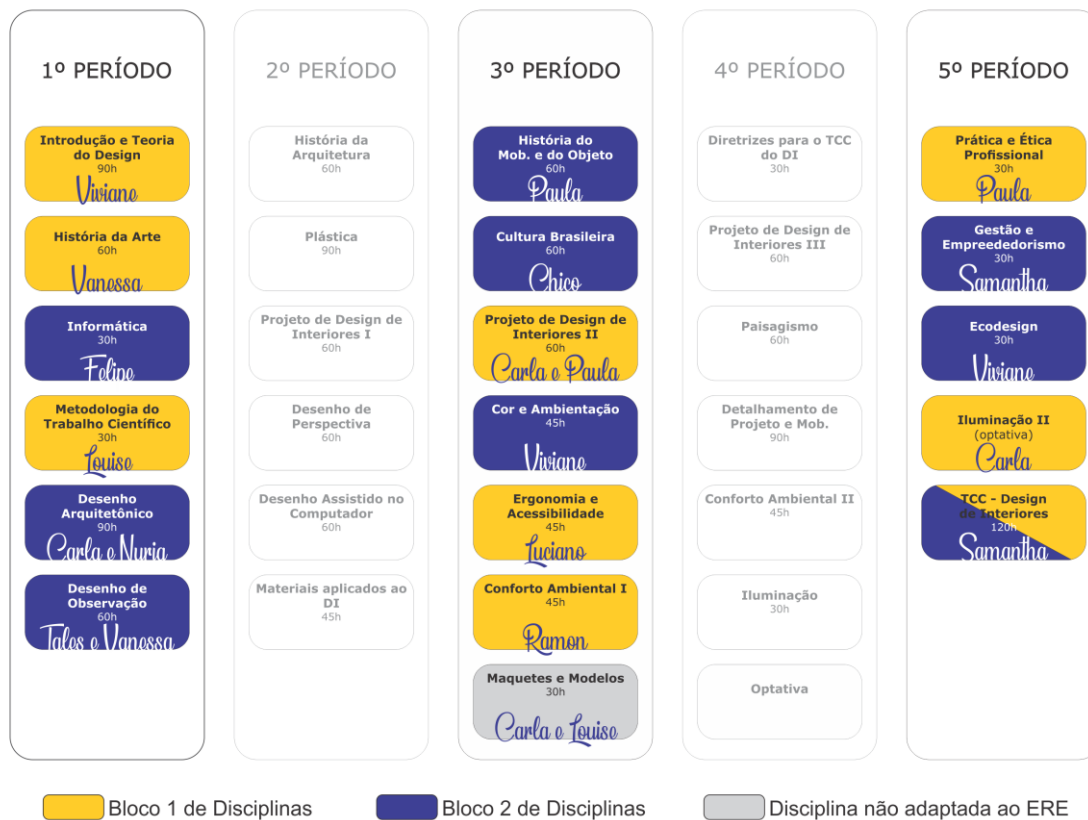 1º PERÍODO
Introdução e Teoria
do Design
90h
Viviane
História da Arte
60h
Vanessa
Informática
30h
Felipe
Metodologia do
Trabalho Científico
30h
Louise
Desenho
Arquitetônico
90h
Carla e Nuria
Desenho de
Observação
60h
Tales e Vanessa
2º PERÍODO
História da
Arquitetura
60h
Plástica
90h
Projeto de Design de
Interiores I
60h
Desenho de
Perspectiva
60h
Desenho Assistido no
Computador
60h
Materiais aplicados ao
DI
45h
3º PERÍODO
História do
Mob. e do Objeto
60h
Paula
Cultura Brasileira
60h
Chico
Projeto de Design de
Interiores II
60h
Carla e Paula
Cor e Ambientação
45h
Viviane
Ergonomia e
Acessibilidade
45h
Luciano
Conforto Ambiental I
45h
Ramon
Maquetes e Modelos
30h
Carla e Louise
4º PERÍODO
Diretrizes para o TCC
do DI
30h
Projeto de Design de
Interiores III
60h
Paisagismo
60h
Detalhamento de
Projeto e Mob.
90h
Conforto Ambiental II
45h
Iluminação
30h
Optativa
5º PERÍODO
Prática e Ética
Profissional
30h
Paula
Gestão e
Empreededorismo
30h
Samantha
Ecodesign
30h
Viviane
Iluminação II
(optativa)
Carla
TCC - Design
de Interiores
120h
Samantha
Bloco 1 de Disciplinas
Bloco 2 de Disciplinas
Disciplina não adaptada ao ERE